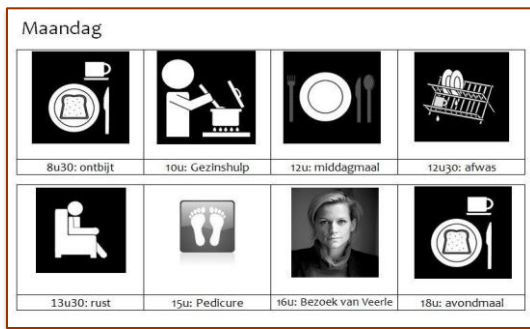 Maandag
8u30: ontbijt
10u: Gezinshulp
12u: middagmaal
12u30: afwas
13u30: rust
15u: Pedicure
16u: Bezoek van Veerle
18u: avondmaal